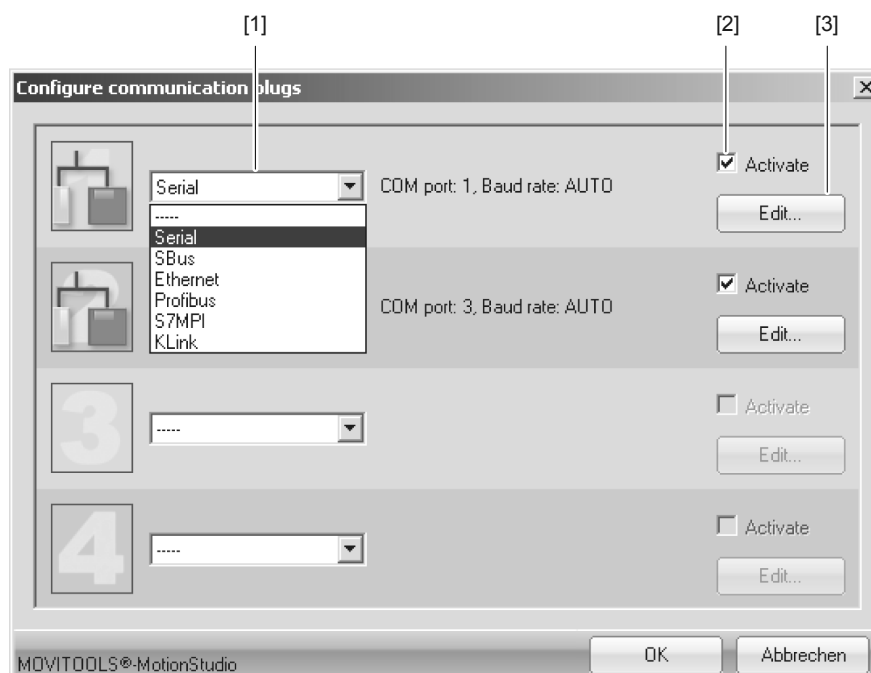 [1] [2] [3]
Configure communication plugs
Serial
COM port: 1, Baud rate: AUTO
Activate
Edit...
-----
Serial
SBus
Ethernet
Profibus
S7MPI
KLink
COM port: 3, Baud rate: AUTO
Activate
Edit...
3
-----
Activate
Edit...
4
-----
Activate
Edit...
MOVITOOLS®-MotionStudio
OK
Abbrechen